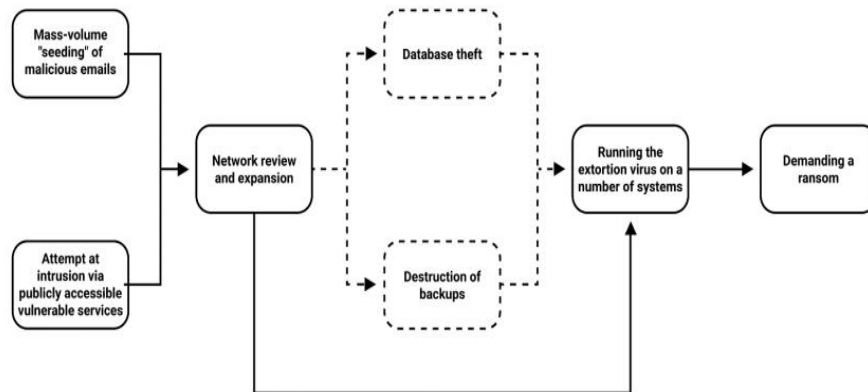 Mass-volume
"seeding" of
malicious emails
Attempt at
intrusion via
publicly accessible
vulnerable services
Network review
and expansion
Database theft
Destruction of
backups
Running the
extortion virus on a
number of systems
Demanding a
ransom